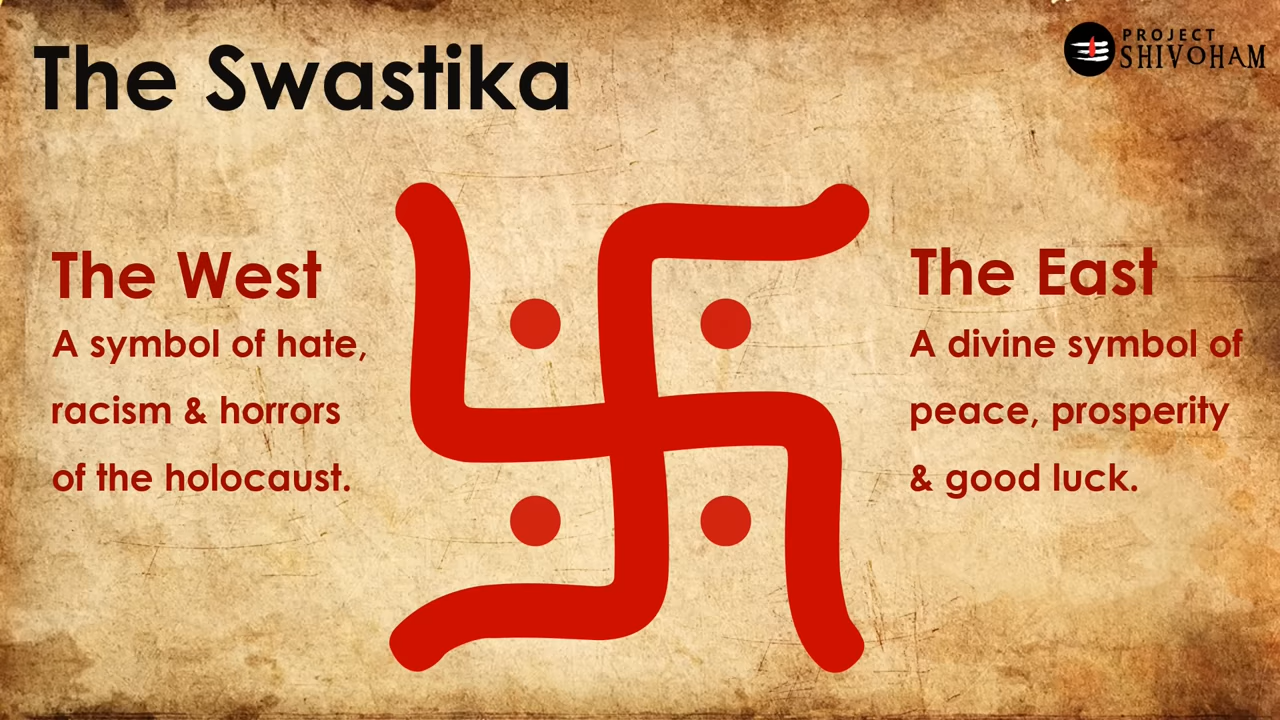 The Swastika
PROJECT
SHIVOHAM
The West
A symbol of hate,
racism & horrors
of the holocaust.
The East
A divine symbol of
peace, prosperity
& good luck.